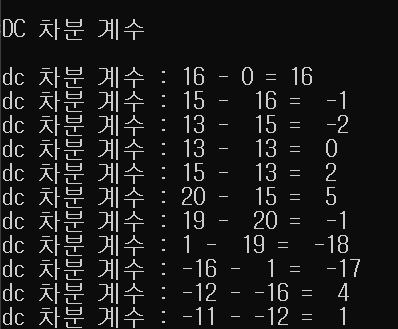 DC 차분 계수
dc 차분 계수 : 16 - 0 = 16
dc 차분 계수 : 15 -  16 =  -1
dc 차분 계수 : 13 -  15 =  -2
dc 차분 계수 : 13 -  13 =  0
dc 차분 계수 : 15 -  13 =  2
dc 차분 계수 : 20 -  15 =  5
dc 차분 계수 : 19 -  20 =  -1
dc 차분 계수 : 1 -  19 =  -18
dc 차분 계수 : -16 -  1 =  -17
dc 차분 계수 : -12 - -16 =  4
dc 차분 계수 : -11 - -12 =  1